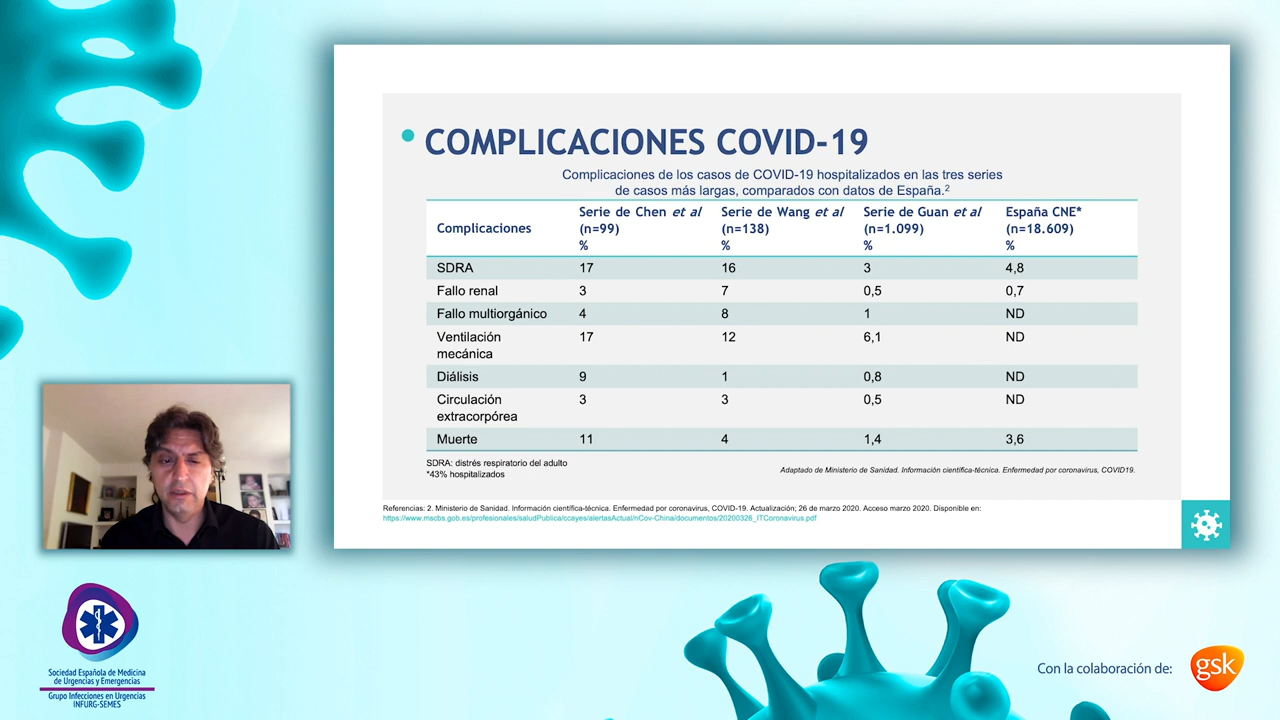 COMPLICACIONES COVID-19
Complicaciones de los casos de COVID-19 hospitalizados en las tres series
de casos más largas, comparados con datos de España.2
Complicaciones
Serie de Chen et al
(n=99)
%
Serie de Wang et al
(n=138)
%
Serie de Guan et al
(n=1.099)
%
España CNE*
(n=18.609)
%
SDRA 17 16 3 4,8
Fallo renal 3 7 0,5 0,7
Fallo multiorgánico 4 8 1 ND
Ventilación
mecánica 17 12 6,1 ND
Diálisis 9 1 0,8 ND
Circulación
extracorpórea 3 3 0,5 ND
Muerte 11 4 1,4 3,6
SDRA: distrés respiratorio del adulto
*43% hospitalizados
Adaptado de Ministerio de Sanidad. Información científica-técnica. Enfermedad por coronavirus, COVID19.
Referencias: 2. Ministerio de Sanidad. Información científica-técnica. Enfermedad por coronavirus, COVID-19. Actualización; 26 de marzo 2020. Acceso marzo 2020. Disponible en:
https://www.mscbs.gob.es/profesionales/saludPublica/ccayes/alertasActual/nCov-China/documentos/20200326_ITCoronavirus.pdf
Sociedad Española de Medicina
de Urgencias y Emergencias
Grupo Infecciones en Urgencias
INFURG-SEMES
Con la colaboración de:
gsk